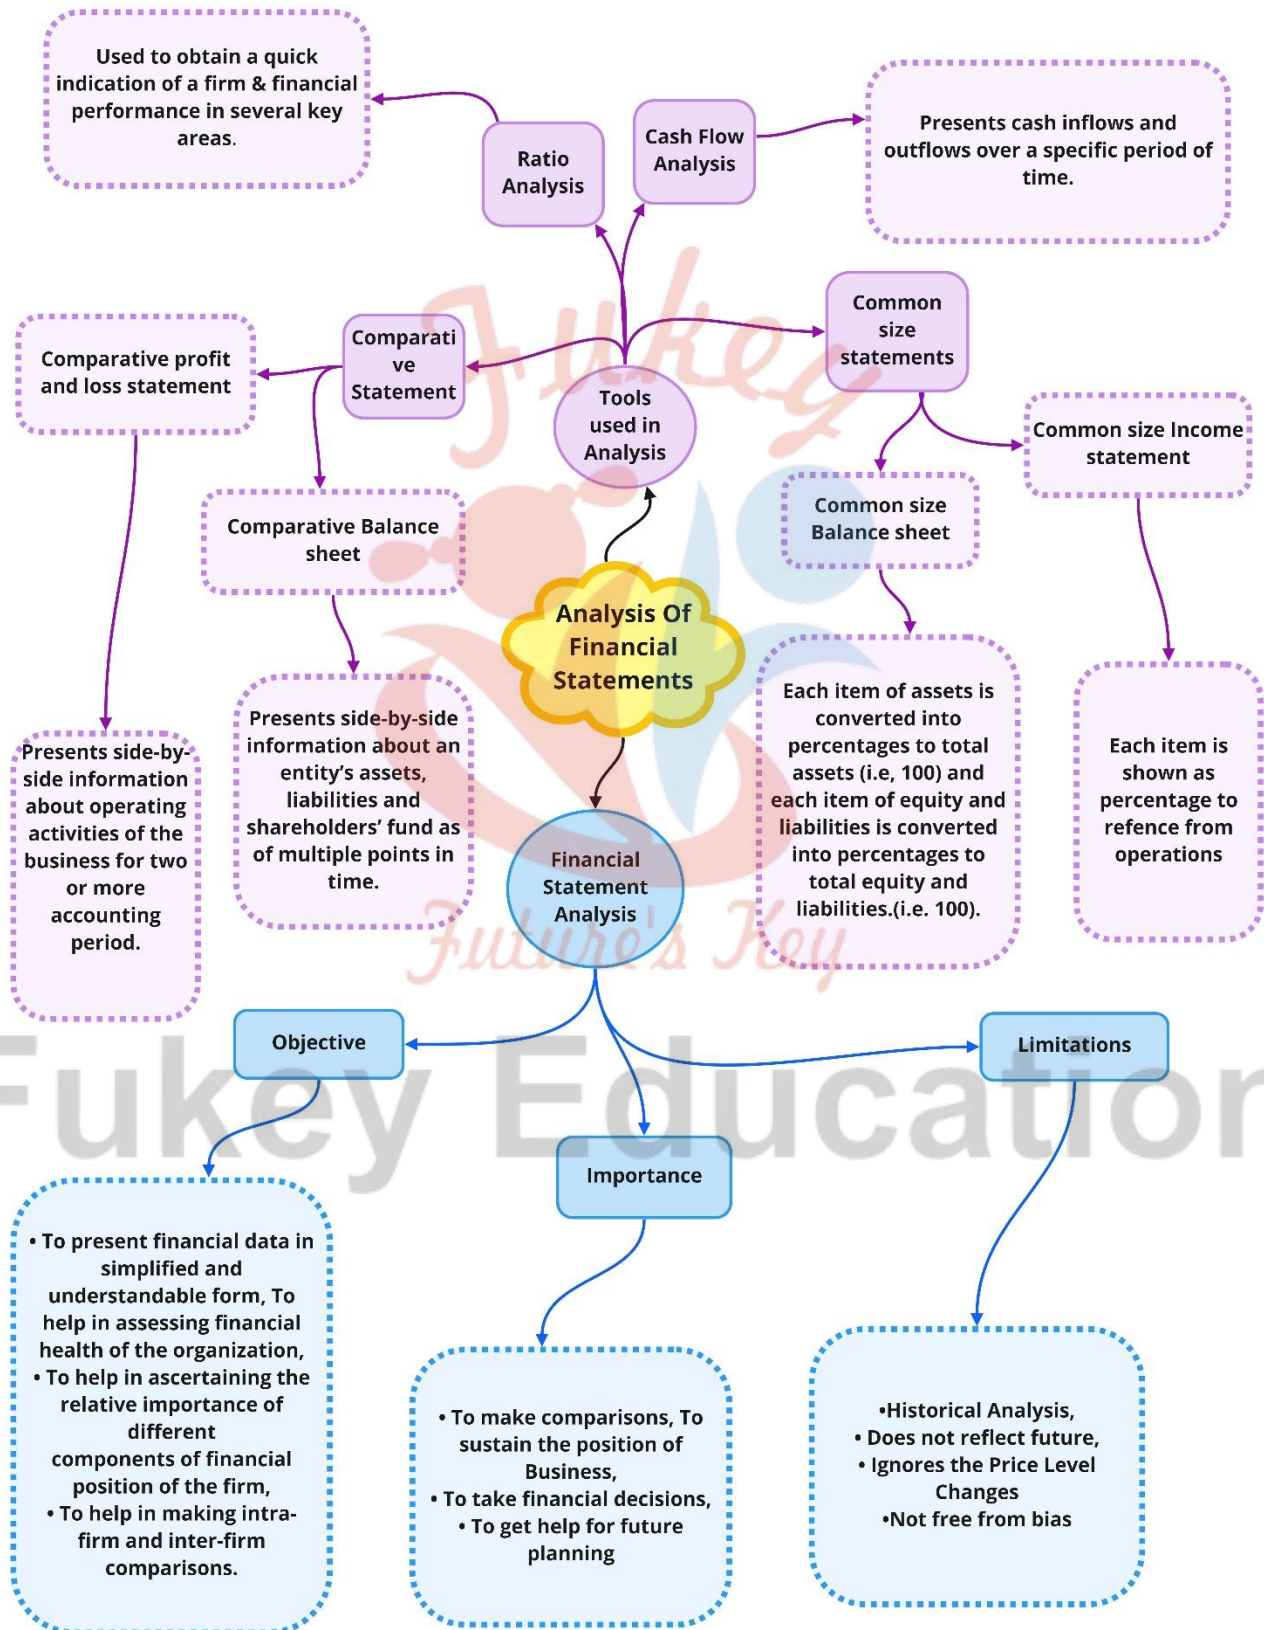 Used to obtain a quick
indication of a firm & financial
performance in several key
areas.
Ratio
Analysis
Cash Flow
Analysis
Presents cash inflows and
outflows over a specific period of
time.
Comparative profit
and loss statement
Comparati
ve
Statement
Tools
used in
Analysis
Common
size
statements
Common size Income
statement
Comparative Balance
sheet
Common size
Balance sheet
Analysis Of
Financial
Statements
Presents side-by-
side information
about operating
activities of the
business for two
or more
accounting
period.
Presents side-by-side
information about an
entity’s assets,
liabilities and
shareholders’ fund as
of multiple points in
time.
Each item of assets is
converted into
percentages to total
assets (i.e, 100) and
each item of equity and
liabilities is converted
into percentages to
total equity and
liabilities.(i.e. 100).
Each item is
shown as
percentage to
refence from
operations
Financial
Statement
Analysis
Fukey
Future's Key
Fukey Education
Objective
Importance
Limitations
• To present financial data in
simplified and
understandable form, To
help in assessing financial
health of the organization,
• To help in ascertaining the
relative importance of
different
components of financial
position of the firm,
• To help in making intra-
firm and inter-firm
comparisons.
• To make comparisons, To
sustain the position of
Business,
• To take financial decisions,
• To get help for future
planning
•Historical Analysis,
• Does not reflect future,
• Ignores the Price Level
Changes
•Not free from bias